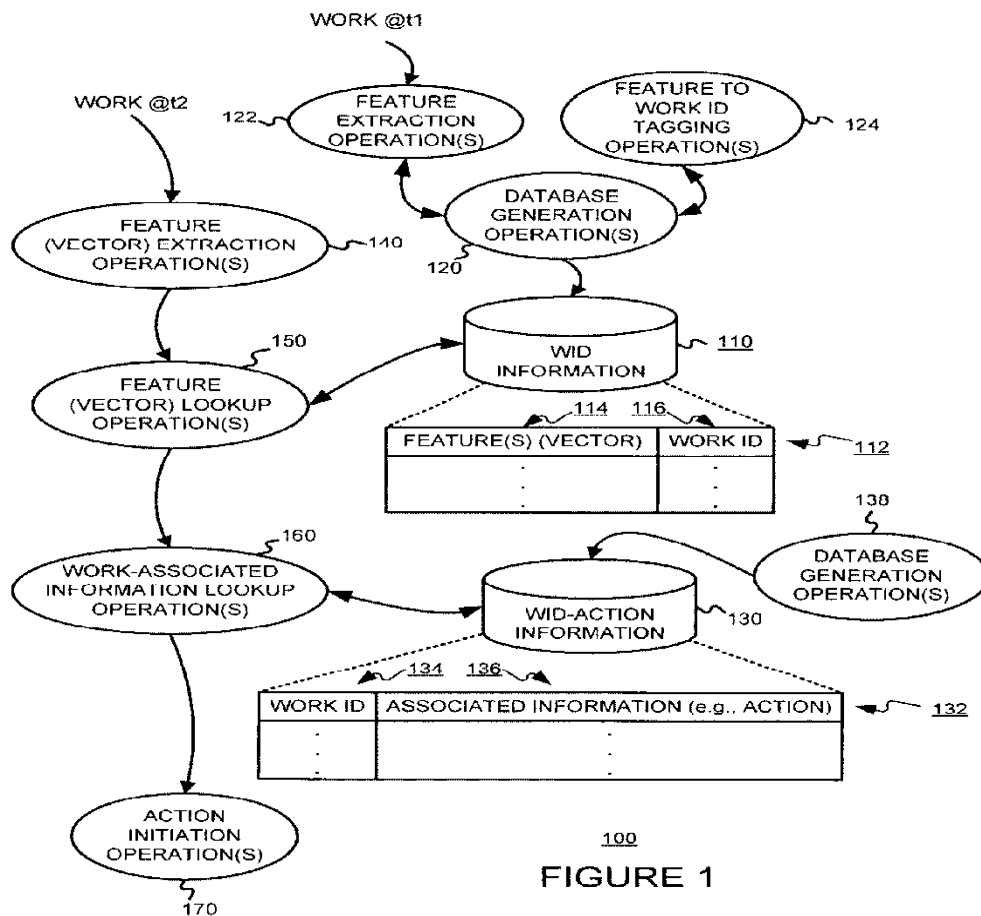 WORK @t1
WORK @t2
122
FEATURE
EXTRACTION
OPERATION(S)
FEATURE TO
WORK ID
TAGGING
OPERATION(S)
124
DATABASE
GENERATION
OPERATION(S)
120
FEATURE
(VECTOR) EXTRACTION
OPERATION(S)
140
150
WID
INFORMATION
110
FEATURE
(VECTOR) LOOKUP
OPERATION(S)
114
116
FEATURE(S) (VECTOR)
WORK ID
112
138
DATABASE
GENERATION
OPERATION(S)
160
WORK-ASSOCIATED
INFORMATION LOOKUP
OPERATION(S)
WID-ACTION
INFORMATION
130
134
136
WORK ID
ASSOCIATED INFORMATION (e.g., ACTION)
132
ACTION
INITIATION
OPERATION(S)
170
100
FIGURE 1